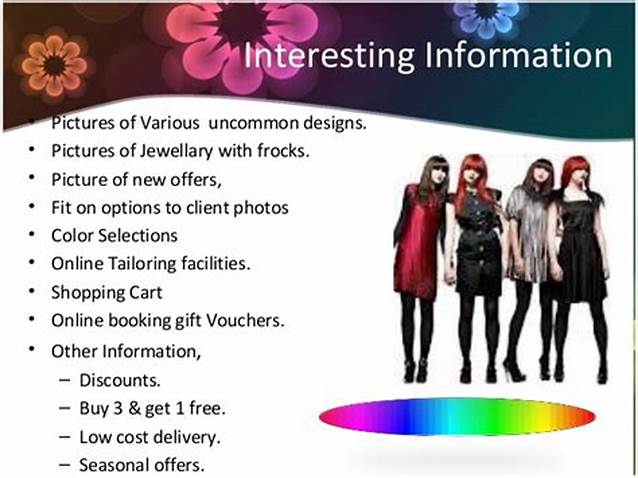 Interesting Information
• Pictures of Various uncommon designs.
• Pictures of Jewellary with frocks.
• Picture of new offers,
• Fit on options to client photos
• Color Selections
• Online Tailoring facilities.
• Shopping Cart
• Online booking gift Vouchers.
• Other Information,
– Discounts.
– Buy 3 & get 1 free.
– Low cost delivery.
– Seasonal offers.